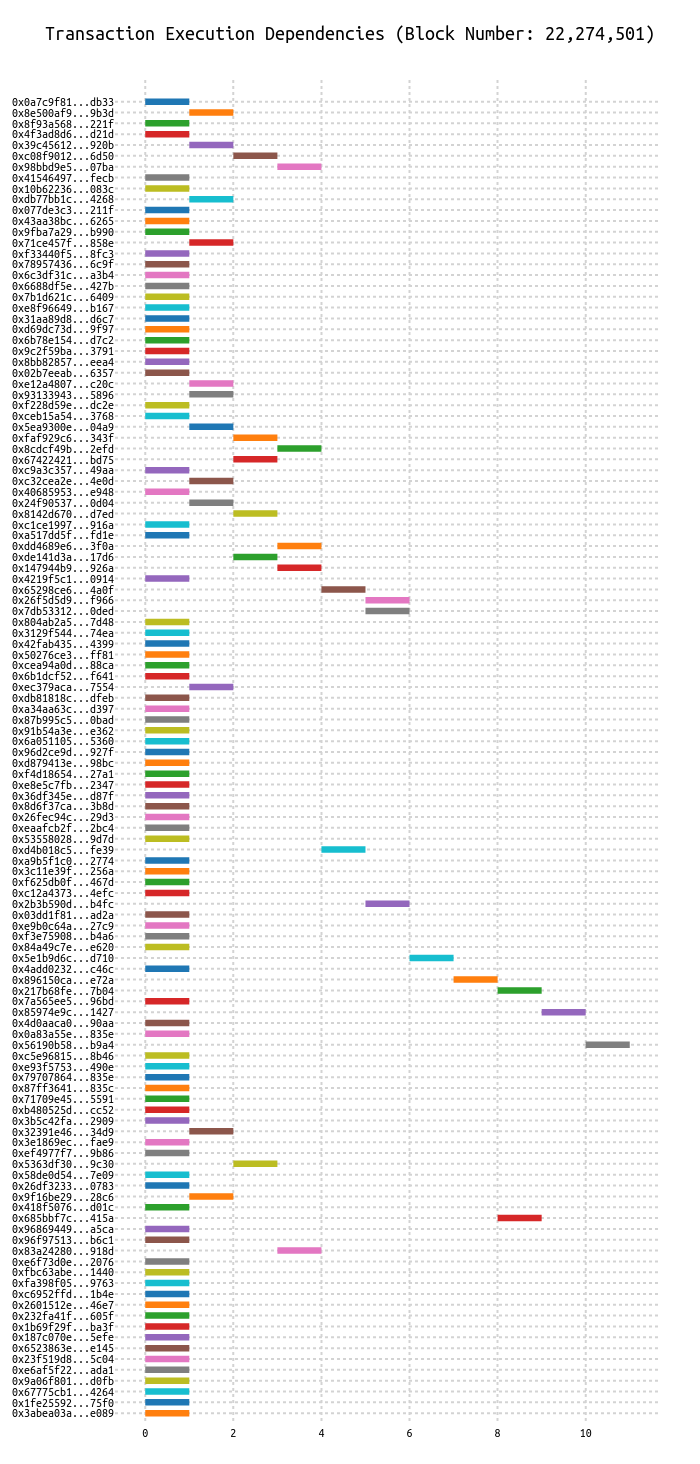 Transaction Execution Dependencies (Block Number: 22,274,501)
0x0a7c9f81...db33
0x8e500af9...9b3d
0x8f93a568...221f
0x4f3ad8d6...d21d
0x39c45612...920b
0xc08f9012...6d50
0x98bbd9e5...07ba
0x41546497...fecb
0x10b62236...083c
0xdb77bb1c...4268
0x077de3c3...211f
0x43aa38bc...6265
0x9fba7a29...b990
0x71ce457f...858e
0xf33440f5...8fc3
0x78957436...6c9f
0x6c3df31c...a3b4
0x6688df5e...427b
0x7b1d621c...6409
0xe8f96649...b167
0x31aa89d8...d6c7
0xd69dc73d...9f97
0x6b78e154...d7c2
0x9c2f59ba...3791
0x8bb82857...eea4
0x02b7eeab...6357
0xe12a4807...c20c
0x93133943...5896
0xf228d59e...dc2e
0xceb15a54...3768
0x5ea9300e...04a9
0xfaf929c6...343f
0x8cdcf49b...2efd
0x67422421...bd75
0xc9a3c357...49aa
0xc32cea2e...4e0d
0x40685953...e948
0x24f90537...0d04
0x8142d670...d7ed
0xc1ce1997...916a
0xa517dd5f...fd1e
0xdd4689e6...3f0a
0xde141d3a...17d6
0x147944b9...926a
0x4219f5c1...0914
0x65298ce6...4a0f
0x26f5d5d9...f966
0x7db53312...0ded
0x804ab2a5...7d48
0x3129f544...74ea
0x42fab435...4399
0x50276ce3...ff81
0xcea94a0d...88ca
0x6b1dcf52...f641
0xec379aca...7554
0xdb81818c...dfeb
0xa34aa63c...d397
0x87b995c5...0bad
0x91b54a3e...e362
0x6a051105...5360
0x96d2ce9d...927f
0xd879413e...98bc
0xf4d18654...27a1
0xe8e5c7fb...2347
0x36df345e...d87f
0x8d6f37ca...3b8d
0x26fec94c...29d3
0xeaafcb2f...2bc4
0x53558028...9d7d
0xd4b018c5...fe39
0xa9b5f1c0...2774
0x3c11e39f...256a
0xf625db0f...467d
0xc12a4373...4efc
0x2b3b590d...b4fc
0x03dd1f81...ad2a
0xe9b0c64a...27c9
0xf3e75908...b4a6
0x84a49c7e...e620
0x5e1b9d6c...d710
0x4add0232...c46c
0x896150ca...e72a
0x217b68fe...7b04
0x7a565ee5...96bd
0x85974e9c...1427
0x4d0aaca0...90aa
0x0a83a55e...835e
0x56190b58...b9a4
0xc5e96815...8b46
0xe93f5753...490e
0x79707864...835e
0x87ff3641...835c
0x71709e45...5591
0xb480525d...cc52
0x3b5c42fa...2909
0x32391e46...34d9
0x3e1869ec...fae9
0xef4977f7...9b86
0x5363df30...9c30
0x58de0d54...7e09
0x26df3233...0783
0x9f16be29...28c6
0x418f5076...d01c
0x685bbf7c...415a
0x96869449...a5ca
0x96f97513...b6c1
0x83a24280...918d
0xe6f73d0e...2076
0xfbc63abe...1440
0xfa398f05...9763
0xc6952ffd...1b4e
0x2601512e...46e7
0x232fa41f...605f
0x1b69f29f...ba3f
0x187c070e...5efe
0x6523863e...e145
0x23f519d8...5c04
0xe6af5f22...ada1
0x9a06f801...d0fb
0x67775cb1...4264
0x1fe25592...75f0
0x3abea03a...e089
0 2 4 6 8 10